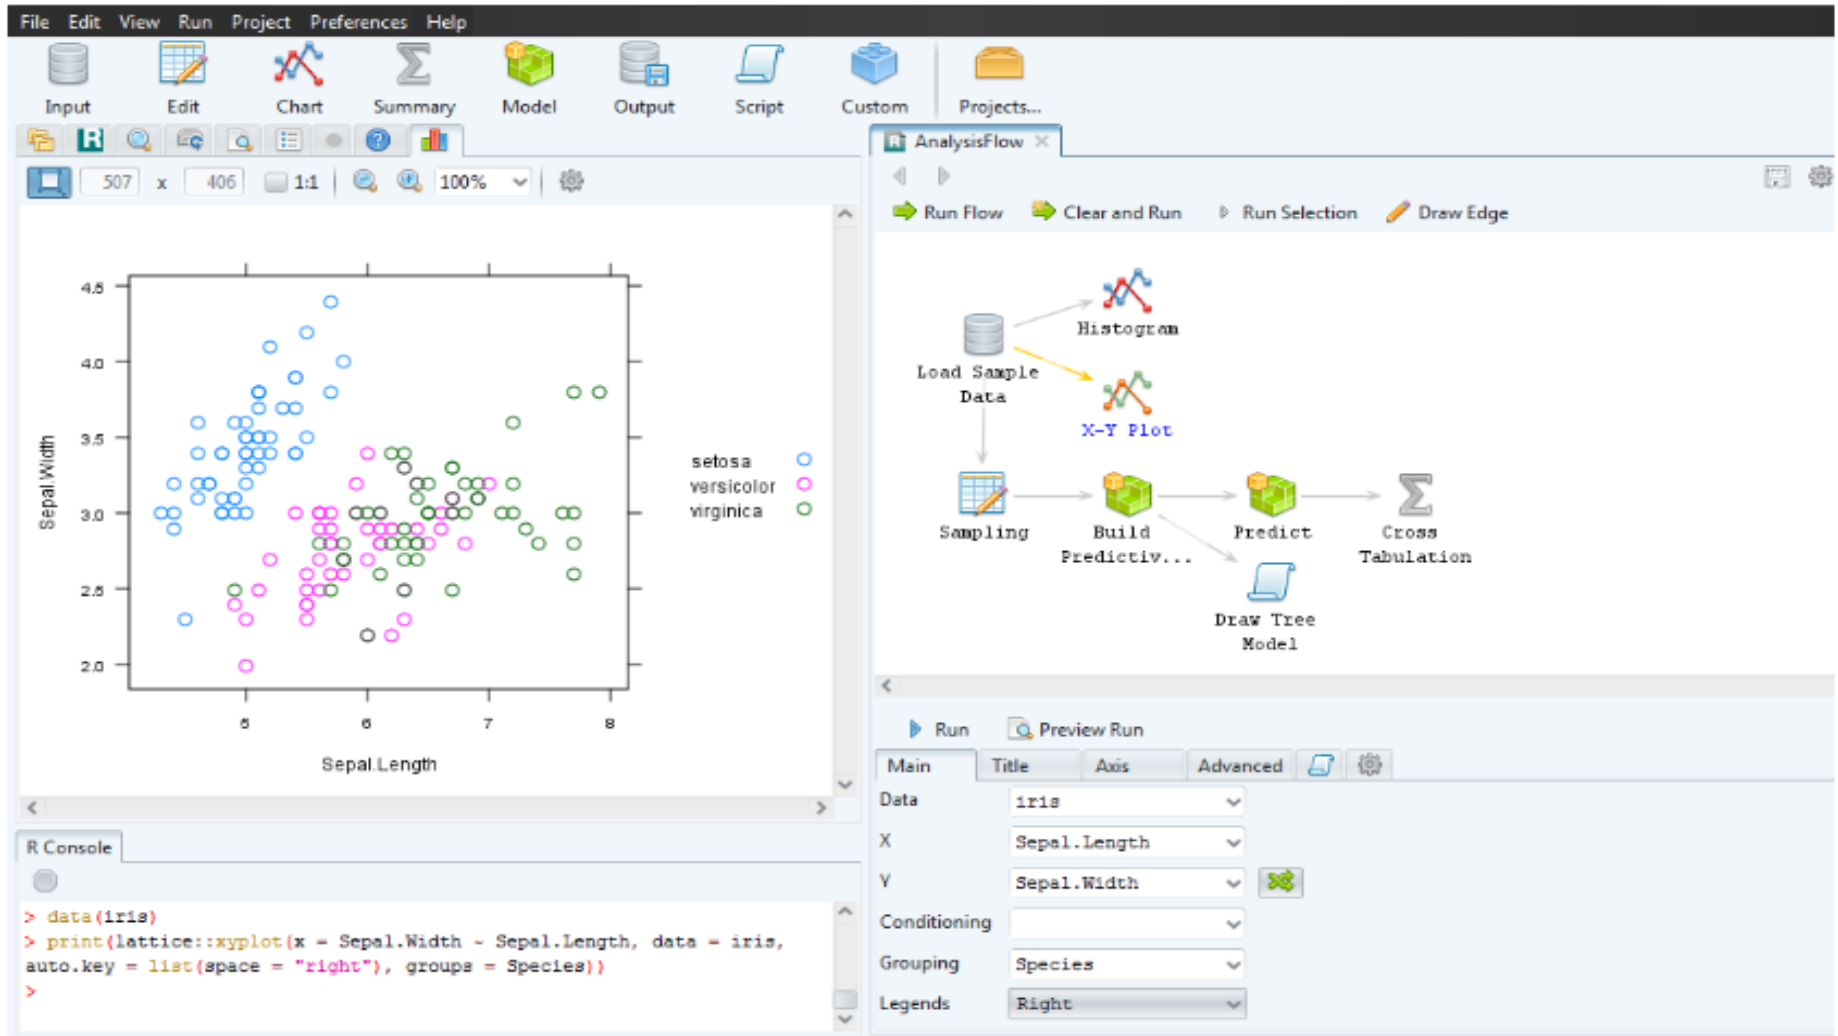 File Edit View Run Project Preferences Help
Input Edit Chart Summary Model Output Script Custom Projects...
AnalysisFlow
507 x 406 1:1 100%
Run Flow Clear and Run Run Selection Draw Edge
4.5
4.0
3.5
3.0
2.5
2.0
Sepal.Width
5 6 7 8
Sepal.Length
setosa
versicolor
virginica
Histogram
Load Sample
Data
X-Y Plot
Sampling
Build
Predictiv...
Predict
Cross
Tabulation
Draw Tree
Model
R Console
> data(iris)
> print(lattice::xyplot(x = Sepal.Width ~ Sepal.Length, data = iris,
auto.key = list(space = "right"), groups = Species))
>
Run Preview Run
Main Title Axis Advanced
Data iris
X Sepal.Length
Y Sepal.Width
Conditioning
Grouping Species
Legends Right